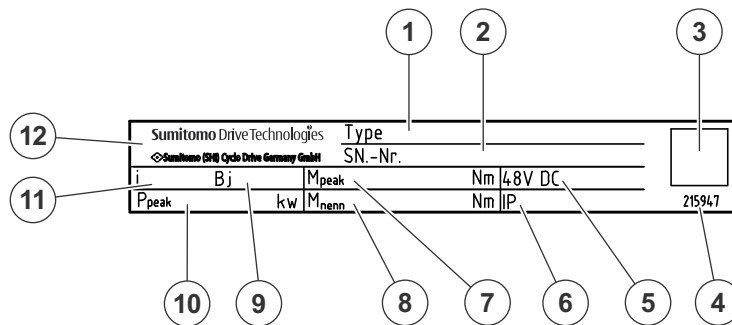 1 2 3
12 Sumitomo Drive Technologies Type
Sumitomo (SHI) Cyclo Drive Germany GmbH SN.-Nr.
11 i Bj Mpeak Nm 48V DC
Ppeak kw Mnenn Nm IP 215947
10 9 8 7 6 5 4